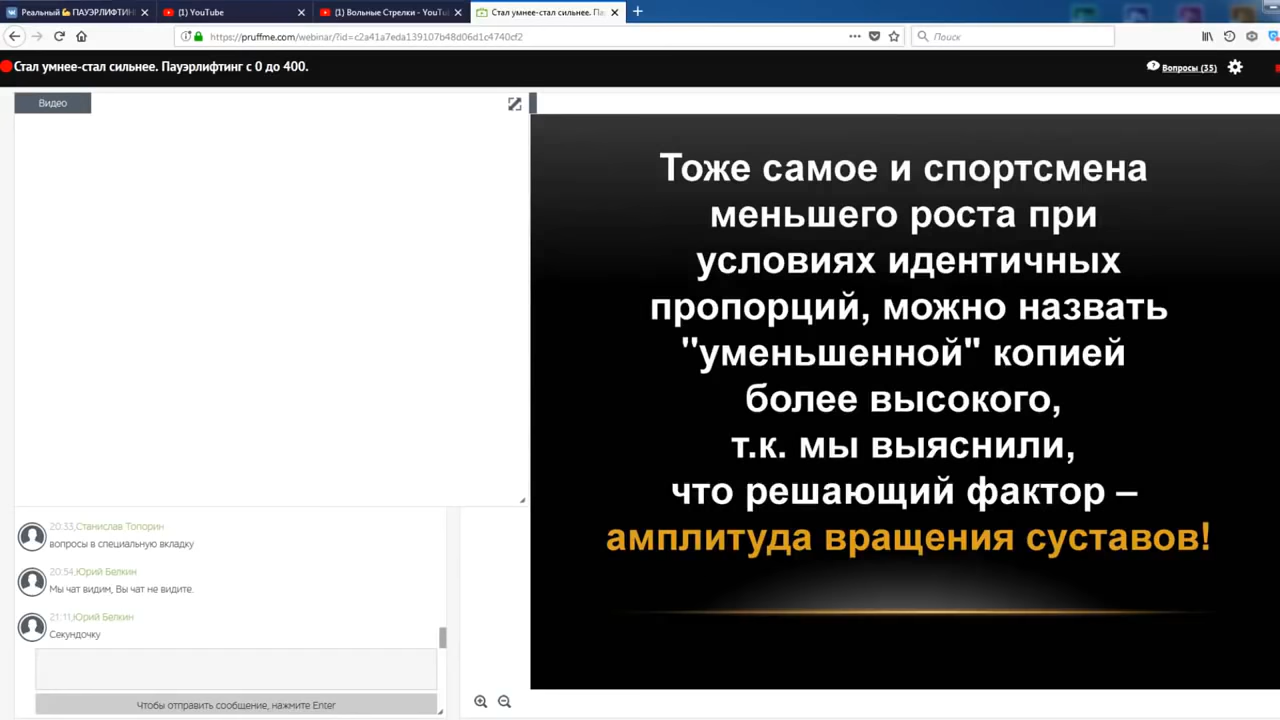 Реальный 💪 ПАУЭРЛИФТИН
(1) YouTube
(1) Вольные Стрелки - YouTu
Стал умнее-стал сильнее. Па
https://pruffme.com/webinar/?id=c2a41a7eda139107b48d06d1c4740cf2
Поиск
Стал умнее-стал сильнее. Пауэрлифтинг с 0 до 400.
Вопросы (35)
Видео
Тоже самое и спортсмена
меньшего роста при
условиях идентичных
пропорций, можно назвать
"уменьшенной" копией
более высокого,
т.к. мы выяснили,
что решающий фактор –
амплитуда вращения суставов!
20:33,Станислав Топорин
вопросы в специальную вкладку
20:54,Юрий Белкин
Мы чат видим, Вы чат не видите.
21:11,Юрий Белкин
Секундочку
Чтобы отправить сообщение, нажмите Enter